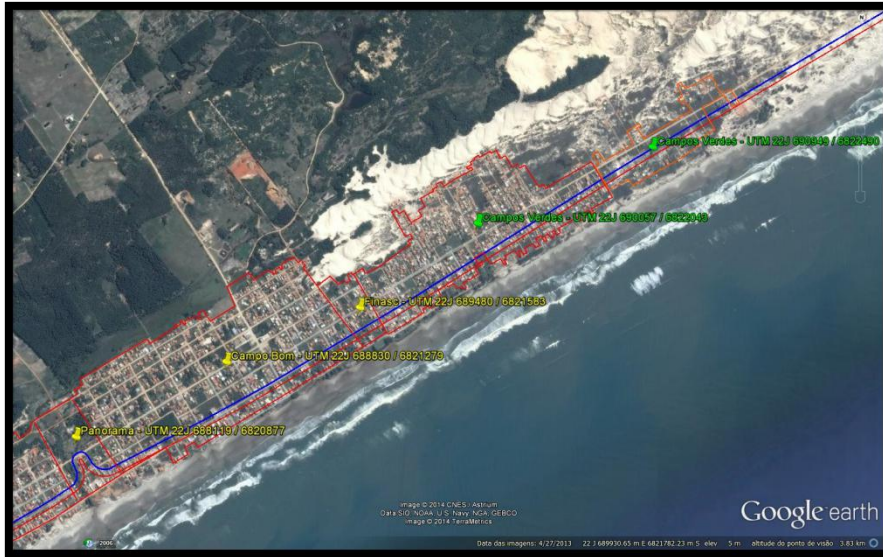 N
Campos Verdes - UTM 22J 690949 / 6822490
Campos Verdes - UTM 22J 690057 / 6822043
Finasc - UTM 22J 689480 / 6821583
Campo Bom - UTM 22J 688830 / 6821279
Panorama - UTM 22J 688119 / 6820877
Image © 2014 CNES / Astrium
Data SIO, NOAA, U.S. Navy, NGA, GEBCO
Image © 2014 TerraMetrics
Google earth
2006
Data das imagens: 4/27/2013 22 J 689930.65 m E 6821782.23 m S elev 5 m altitude do ponto de visão 3.83 km